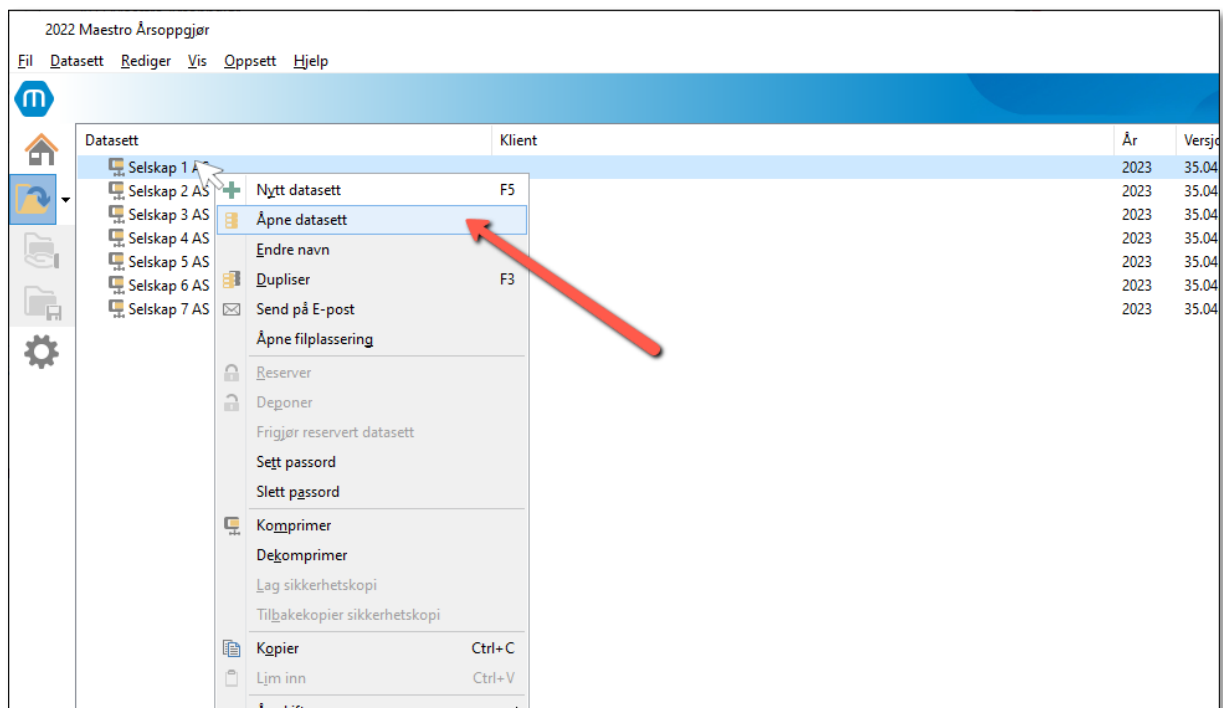 2022 Maestro Årsoppgjør
Fil Datasett Rediger Vis Oppsett Hjelp
Datasett Klient År
Selskap 1 2023 35.04
Selskap 2 AS 2023 35.04
Selskap 3 AS 2023 35.04
Selskap 4 AS 2023 35.04
Selskap 5 AS 2023 35.04
Selskap 6 AS 2023 35.04
Selskap 7 AS 2023 35.04
Nytt datasett F5
Åpne datasett
Endre navn
Dupliser F3
Send på E-post
Åpne filplassering
Reserver
Deponer
Frigjør reservert datasett
Sett passord
Slett passord
Komprimer
Dekomprimer
Lag sikkerhetskopi
Tilbakekopier sikkerhetskopi
Kopier Ctrl+C
Lim inn Ctrl+V